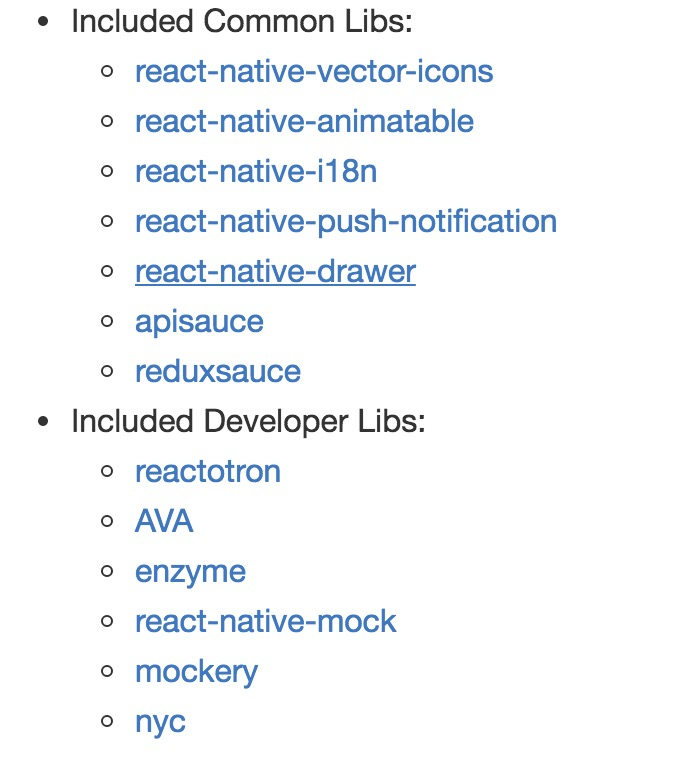 Included Common Libs:
react-native-vector-icons
react-native-animatable
react-native-i18n
react-native-push-notification
react-native-drawer
apisauce
reduxsauce
Included Developer Libs:
reactotron
AVA
enzyme
react-native-mock
mockery
nyc